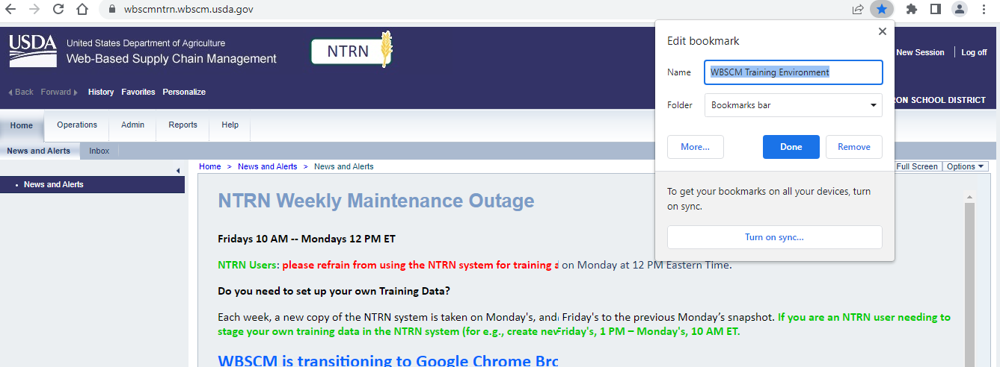 wbscmntrn.wbscm.usda.gov
USDA
United States Department of Agriculture
Web-Based Supply Chain Management
NTRN
New Session
Log off
Back Forward History Favorites Personalize
RON SCHOOL DISTRICT
Home Operations Admin Reports Help
News and Alerts Inbox
Edit bookmark
Name WBSCM Training Environment
Folder Bookmarks bar
More... Done Remove
To get your bookmarks on all your devices, turn
on sync.
Turn on sync...
Home > News and Alerts > News and Alerts
Full Screen Options
• News and Alerts
NTRN Weekly Maintenance Outage
Fridays 10 AM -- Mondays 12 PM ET
NTRN Users: please refrain from using the NTRN system for training on Monday at 12 PM Eastern Time.
Do you need to set up your own Training Data?
Each week, a new copy of the NTRN system is taken on Monday's, and Friday's to the previous Monday’s snapshot. If you are an NTRN user needing to
stage your own training data in the NTRN system (for e.g., create new Friday's, 1 PM – Monday's, 10 AM ET.
WBSCM is transitioning to Google Chrome Bro